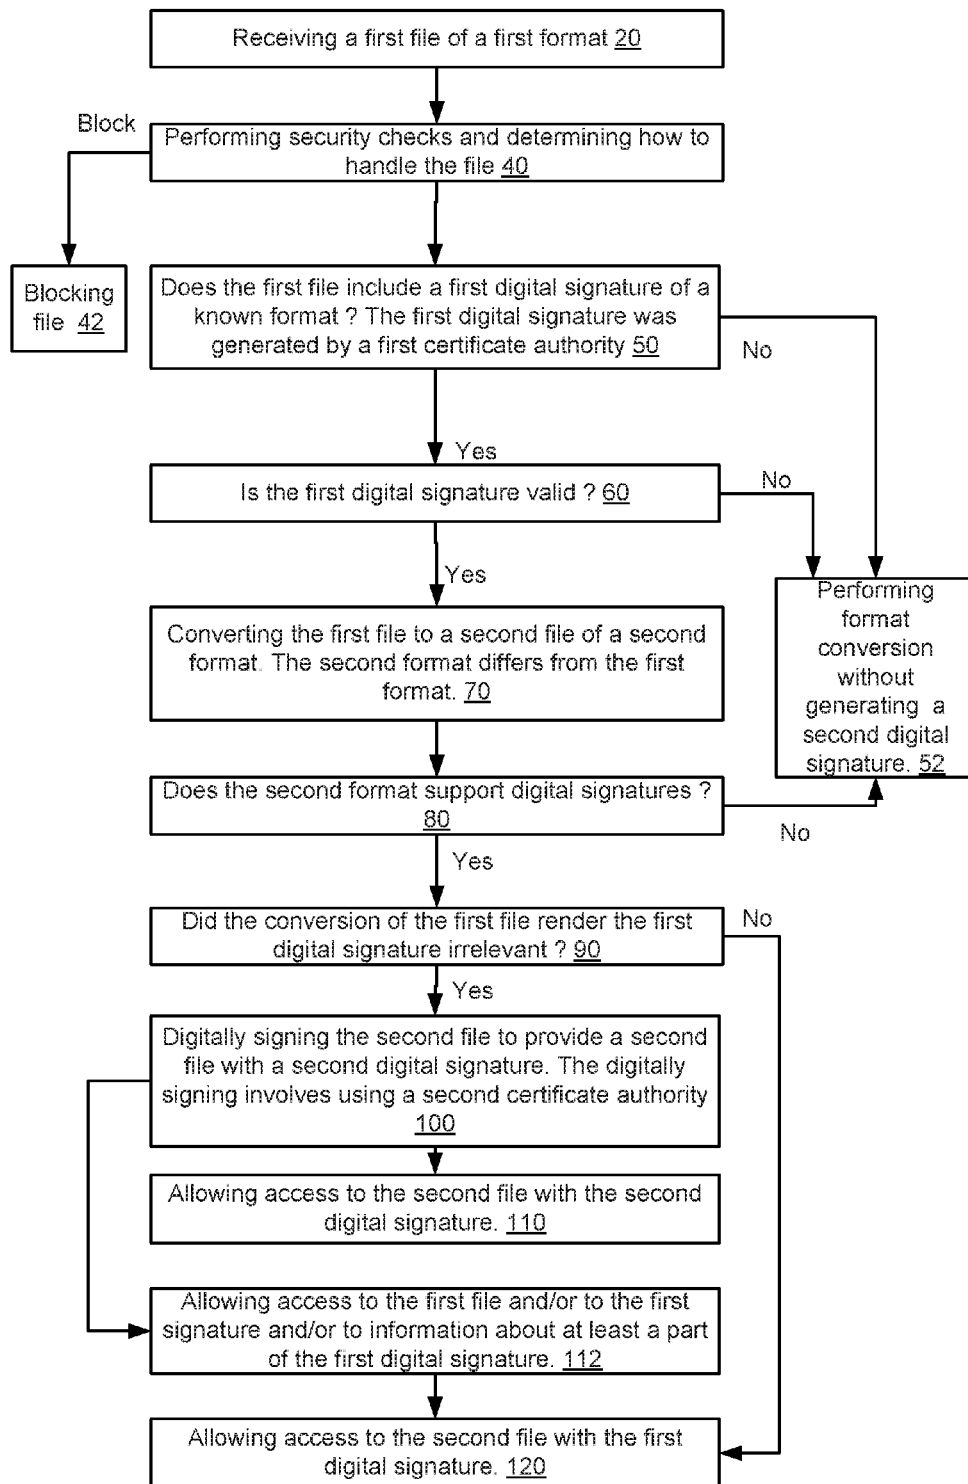 Receiving a first file of a first format 20
Block
Performing security checks and determining how to
handle the file 40
Blocking
file 42
Does the first file include a first digital signature of a
known format ? The first digital signature was
generated by a first certificate authority 50
No
Yes
Is the first digital signature valid ? 60
No
Yes
Performing
format
conversion
without
generating a
second digital
signature. 52
Converting the first file to a second file of a second
format. The second format differs from the first
format. 70
Does the second format support digital signatures ?
80
No
Yes
Did the conversion of the first file render the first
digital signature irrelevant ? 90
No
Yes
Digitally signing the second file to provide a second
file with a second digital signature. The digitally
signing involves using a second certificate authority
100
Allowing access to the second file with the second
digital signature. 110
Allowing access to the first file and/or to the first
signature and/or to information about at least a part
of the first digital signature. 112
Allowing access to the second file with the first
digital signature. 120